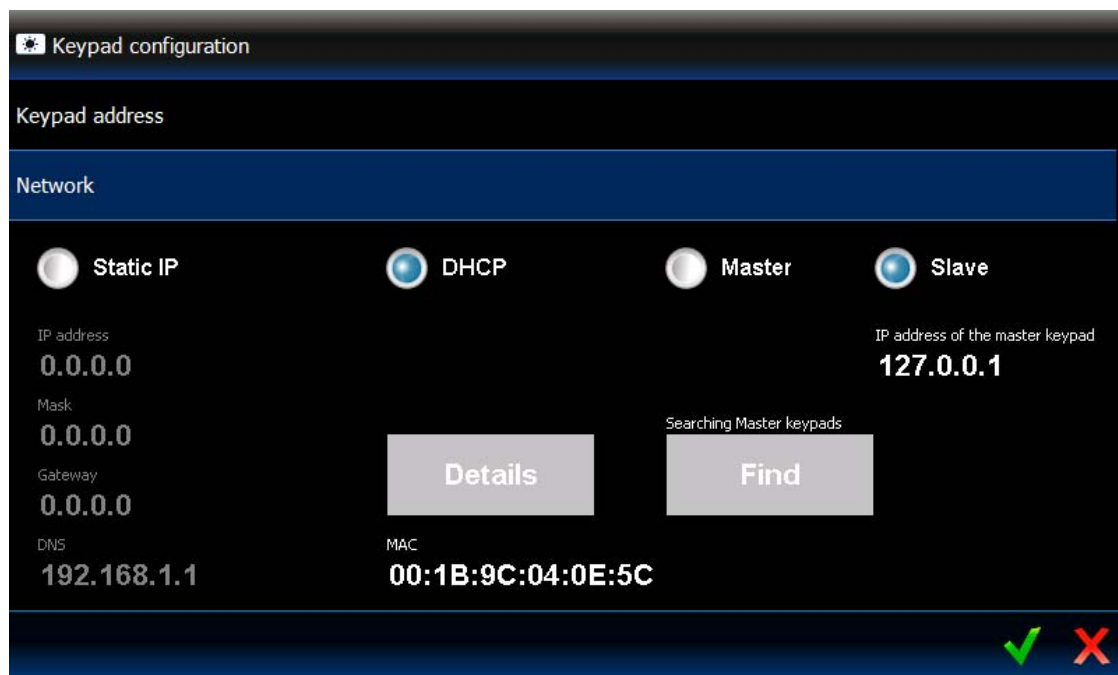 Keypad configuration
Keypad address
Network
Static IP
DHCP
Master
Slave
IP address
0.0.0.0
IP address of the master keypad
127.0.0.1
Mask
0.0.0.0
Searching Master keypads
Details
Find
Gateway
0.0.0.0
DNS
192.168.1.1
MAC
00:1B:9C:04:0E:5C